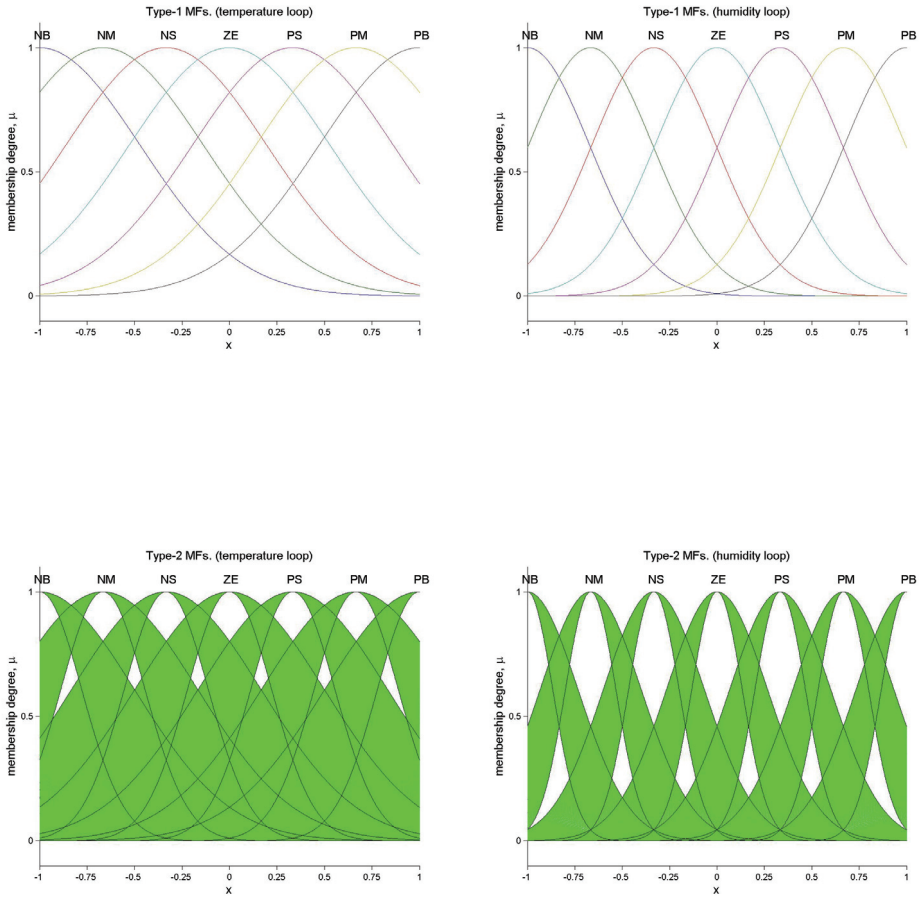 Type-1 MFs. (temperature loop)
NB NM NS ZE PS PM PB
1
0.5
0
membership degree, μ
-1 -0.75 -0.5 -0.25 0 0.25 0.5 0.75 1
x
Type-1 MFs. (humidity loop)
NB NM NS ZE PS PM PB
1
0.5
0
membership degree, μ
-1 -0.75 -0.5 -0.25 0 0.25 0.5 0.75 1
x
Type-2 MFs. (temperature loop)
NB NM NS ZE PS PM PB
1
0.5
0
membership degree, μ
-1 -0.75 -0.5 -0.25 0 0.25 0.5 0.75 1
x
Type-2 MFs. (humidity loop)
NB NM NS ZE PS PM PB
1
0.5
0
membership degree, μ
-1 -0.75 -0.5 -0.25 0 0.25 0.5 0.75 1
x